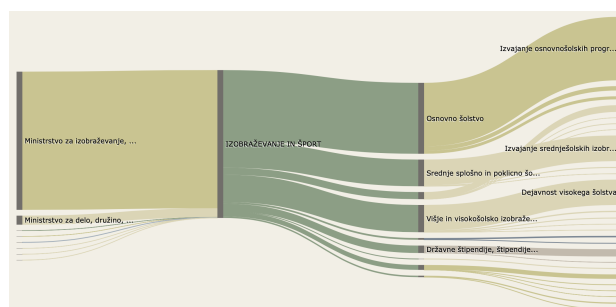 Izvajanje osnovnošolskih progr...
Osnovno šolstvo
Ministrstvo za izobraževanje, ...
IZOBRAŽEVANJE IN ŠPORT
Izvajanje srednješolskih izobr...
Srednje splošno in poklicno šo...
Dejavnost visokega šolstva
Ministrstvo za delo, družino, ...
Višje in visokošolsko izobraže...
Državne štipendije, štipendije...